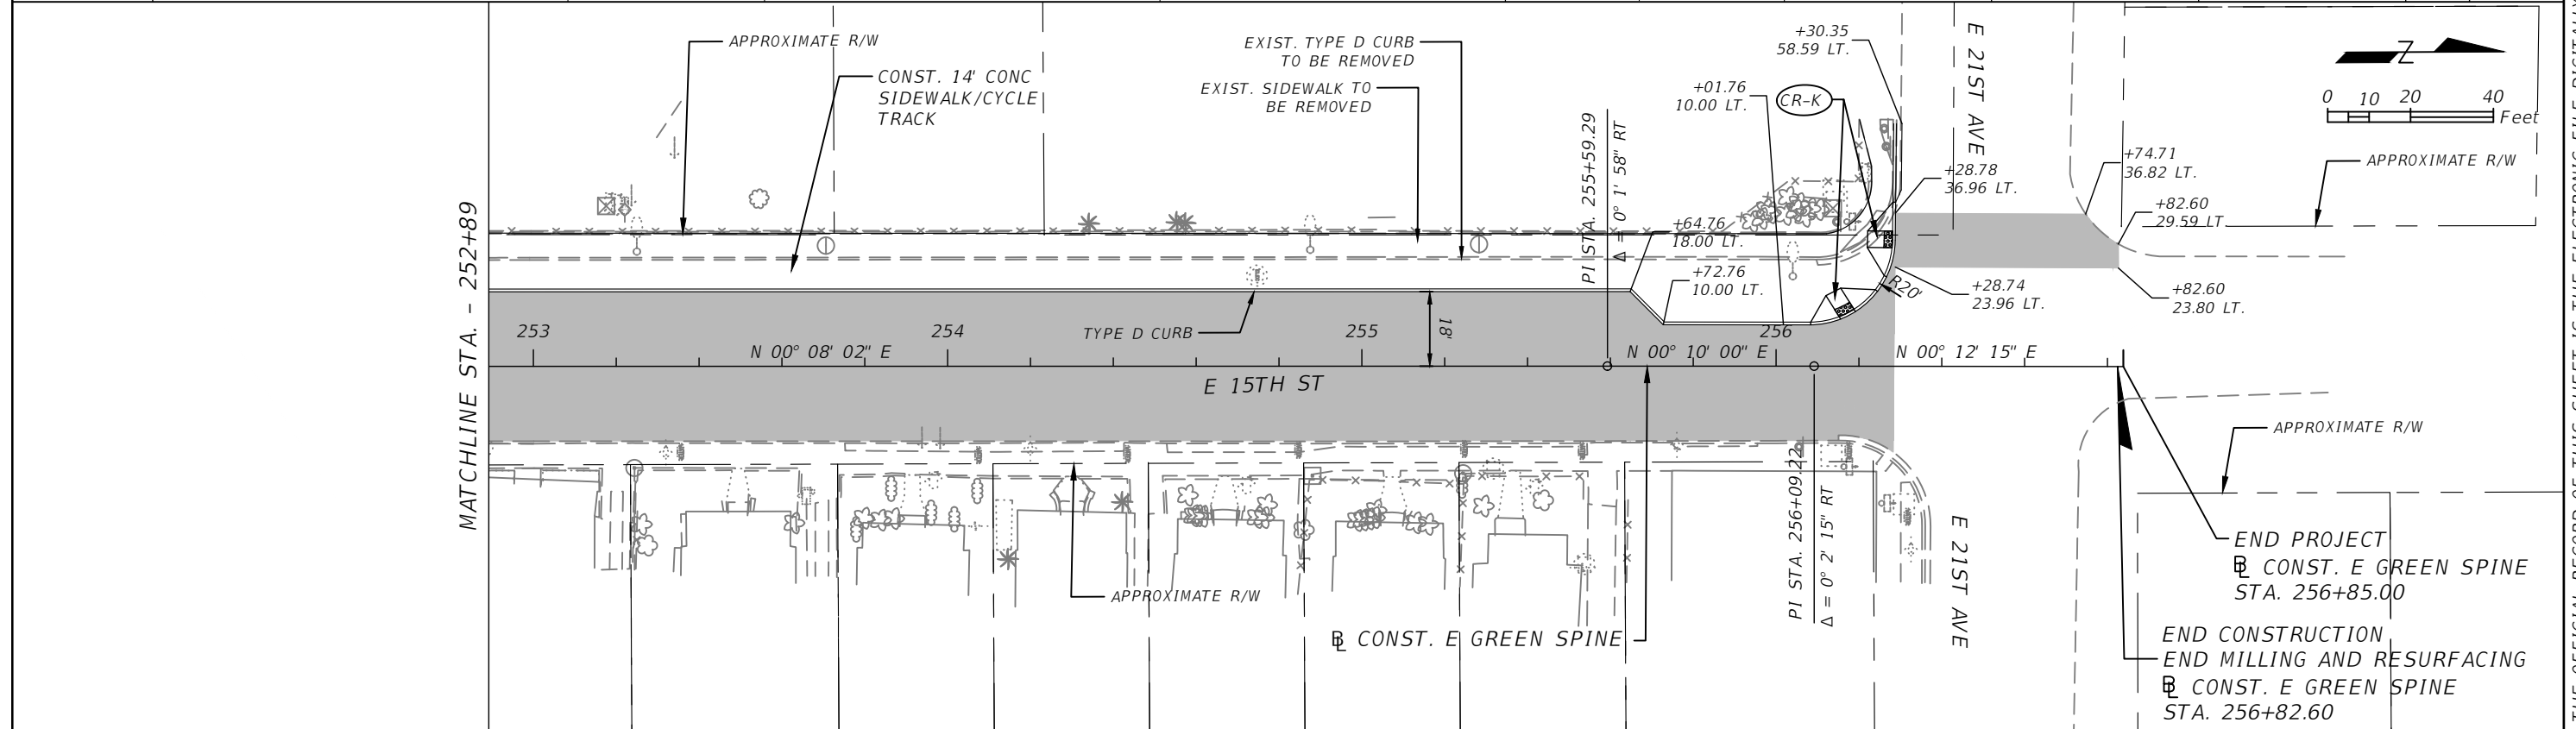 APPROXIMATE R/W
CONST. 14' CONC
SIDEWALK/CYCLE
TRACK
EXIST. TYPE D CURB
TO BE REMOVED
EXIST. SIDEWALK TO
BE REMOVED
+30.35
58.59 LT.
+01.76
10.00 LT.
CR-K
E 21ST AVE
Z
0 10 20 40
Feet
APPROXIMATE R/W
+74.71
36.82 LT.
+28.78
36.96 LT.
+82.60
29.59 LT.
PI STA. 255+59.29
Δ = 0° 1' 58" RT
+64.76
18.00 LT.
+72.76
10.00 LT.
R20'
+28.74
23.96 LT.
+82.60
23.80 LT.
MATCHLINE STA. - 252+89
253
254
255
256
TYPE D CURB
18'
N 00° 08' 02" E
N 00° 10' 00" E
N 00° 12' 15" E
E 15TH ST
APPROXIMATE R/W
PI STA. 256+09.22
Δ = 0° 2' 15" RT
E 21ST AVE
APPROXIMATE R/W
BL CONST. E GREEN SPINE
END PROJECT
BL CONST. E GREEN SPINE
STA. 256+85.00
END CONSTRUCTION
END MILLING AND RESURFACING
BL CONST. E GREEN SPINE
STA. 256+82.60